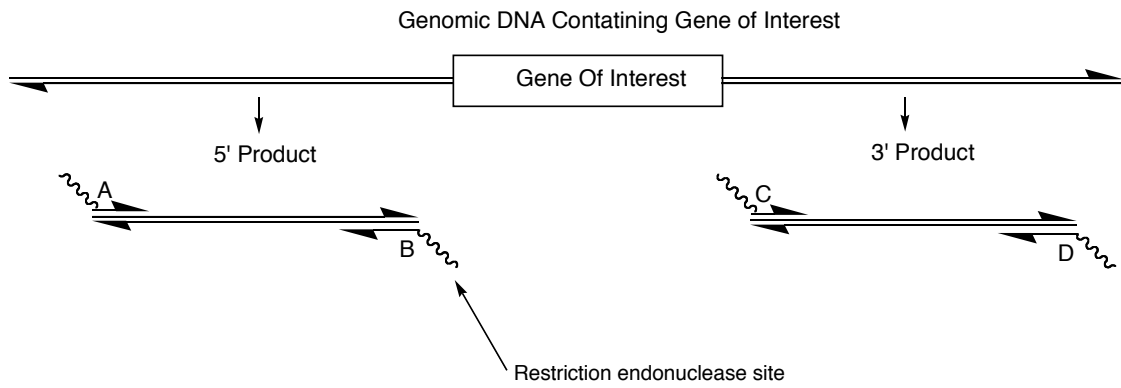 Genomic DNA Contatining Gene of Interest
Gene Of Interest
5' Product
3' Product
A
B
C
D
Restriction endonuclease site